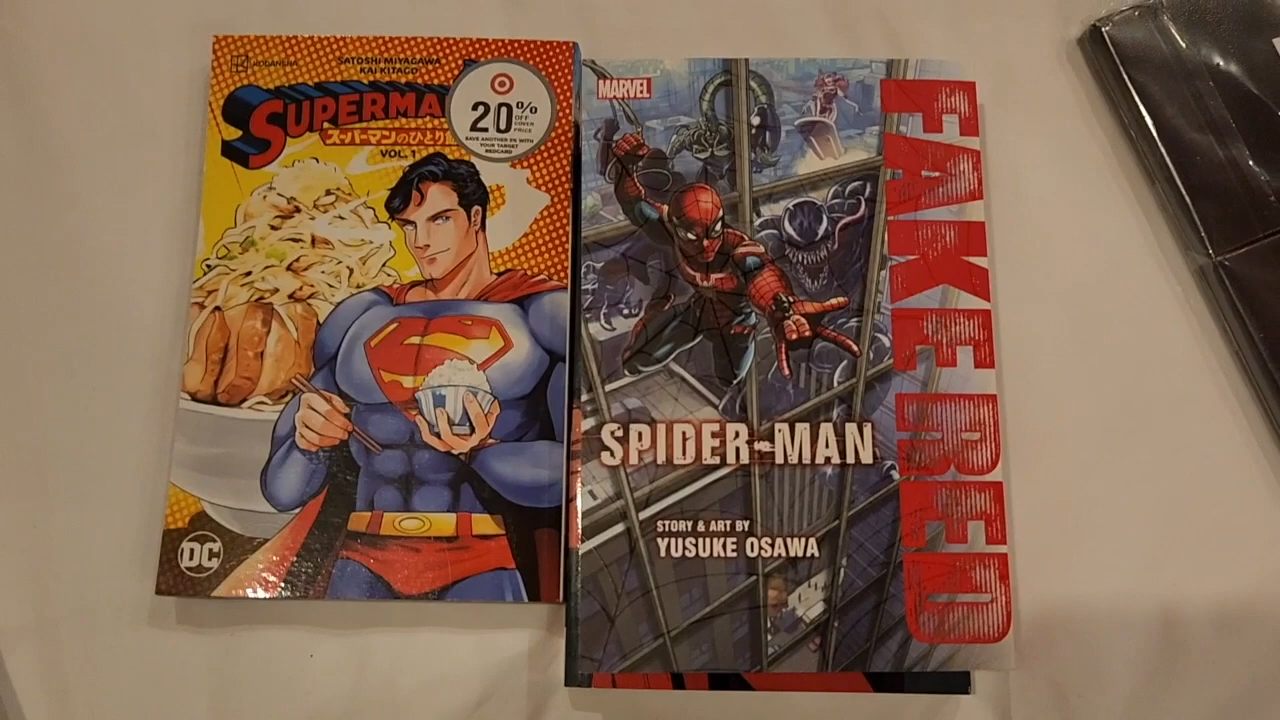 KODANSHA
SATOSHI MIYAGAWA
KAI KITAGO
SUPERMA
スーパーマンのひとり
VOL. 1
20% OFF COVER PRICE
SAVE ANOTHER 5% WITH
YOUR TARGET
REDCARD
DC
MARVEL
FAKE RED
SPIDER-MAN
STORY & ART BY
YUSUKE OSAWA